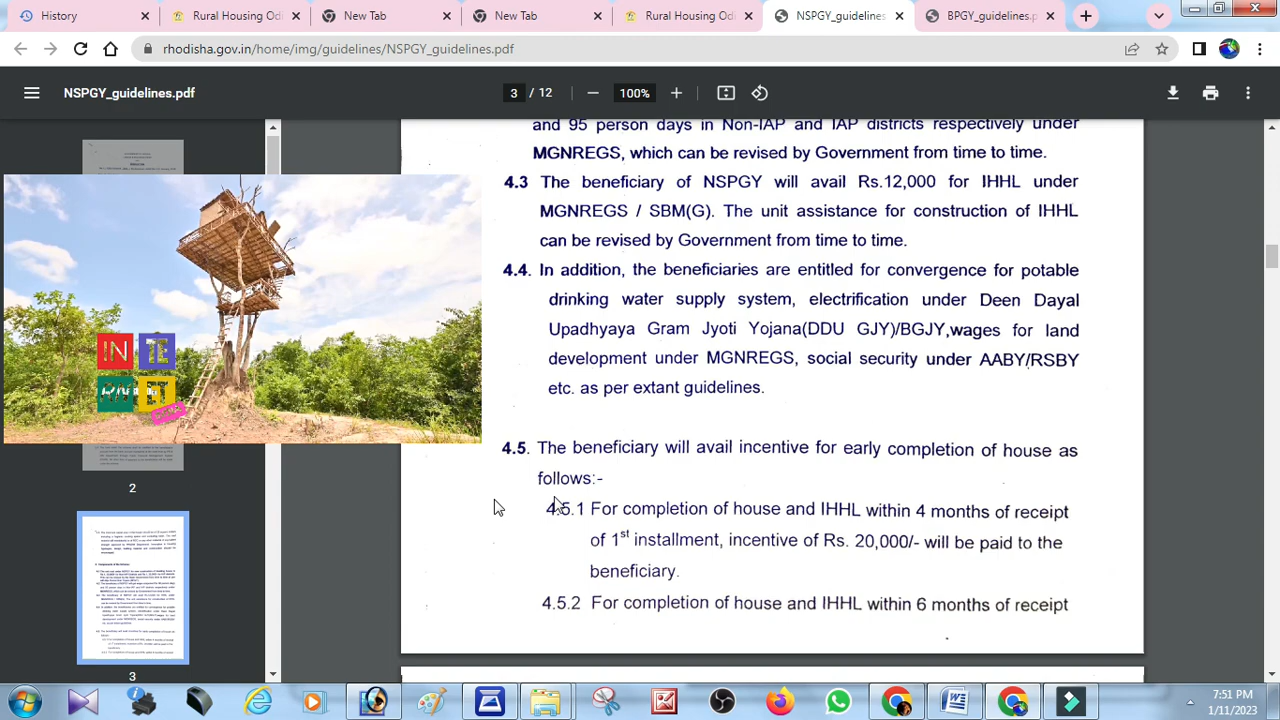 History
Rural Housing Odi
New Tab
New Tab
Rural Housing Odi
NSPGY_guidelines
BPGY_guidelines.p
rhodisha.gov.in/home/img/guidelines/NSPGY_guidelines.pdf
NSPGY_guidelines.pdf
3 / 12
100%
and 95 person days in Non-IAP and IAP districts respectively under
MGNREGS, which can be revised by Government from time to time.
4.3 The beneficiary of NSPGY will avail Rs.12,000 for IHHL under
MGNREGS / SBM(G). The unit assistance for construction of IHHL
can be revised by Government from time to time.
4.4. In addition, the beneficiaries are entitled for convergence for potable
drinking water supply system, electrification under Deen Dayal
Upadhyaya Gram Jyoti Yojana(DDU GJY)/BGJY,wages for land
development under MGNREGS, social security under AABY/RSBY
etc. as per extant guidelines.
4.5. The beneficiary will avail incentive for early completion of house as
follows:-
4.5.1 For completion of house and IHHL within 4 months of receipt
of 1st installment, incentive of Rs. 20,000/- will be paid to the
beneficiary.
2. For completion of house and within 6 months of receipt
IN
2
3
7:51 PM
1/11/2023